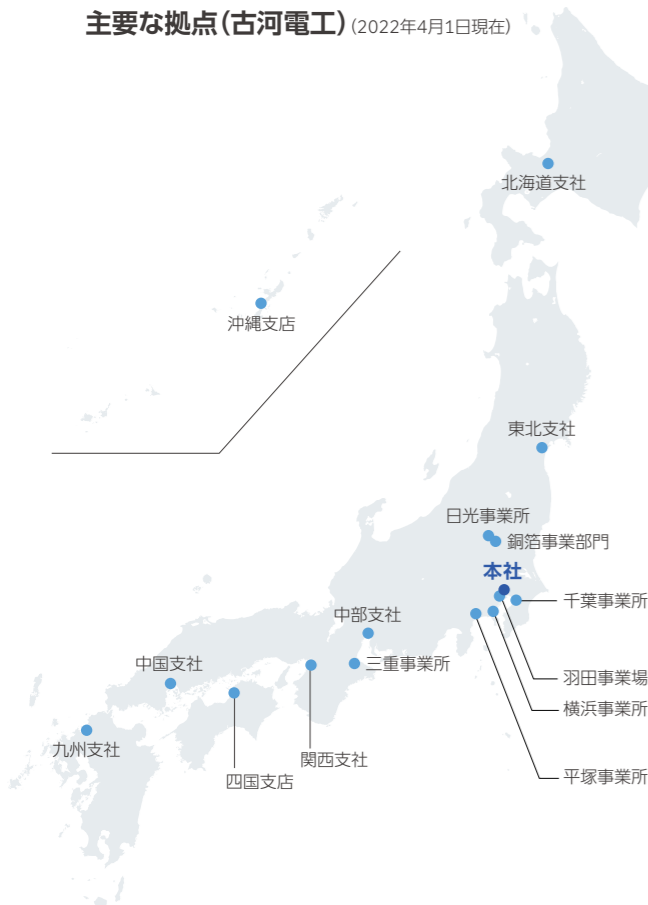 主要な拠点(古河電工)(2022年4月1日現在)
北海道支社
沖縄支店
東北支社
日光事業所
銅箔事業部門
本社
千葉事業所
中部支社
三重事業所
中国支社
羽田事業場
横浜事業所
九州支社
関西支社
四国支店
平塚事業所